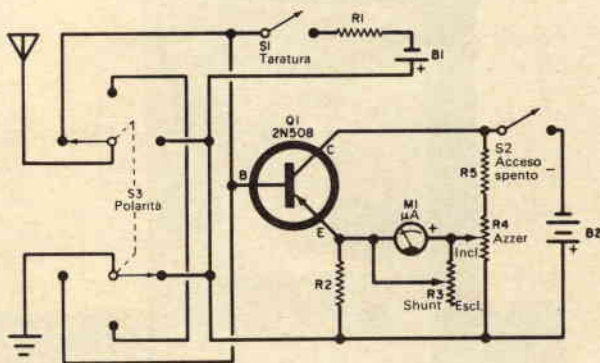 S1
Taratura
R1
B1
+
Q1
2N508
C
B
E
S3
Polarità
S2
Acceso
spento
–
R5
R4
Azzer
B2
+
M1
µA
+
Incl.
R2
R3
Shunt
Escl.